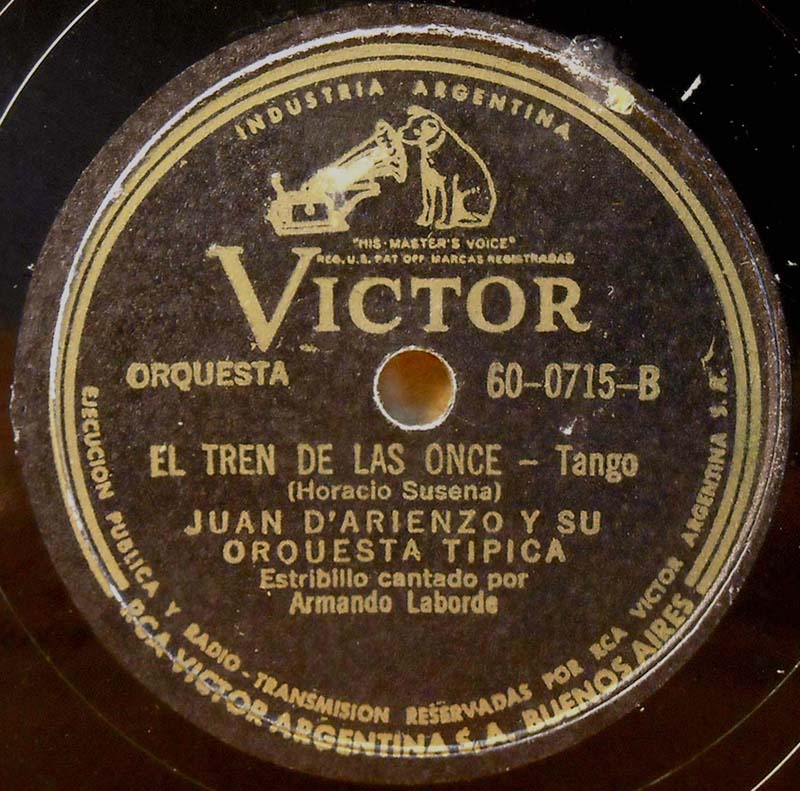 INDUSTRIA ARGENTINA
"HIS MASTER'S VOICE"
REG. U.S. PAT OFF MARCAS REGISTRADAS
VICTOR
ORQUESTA
60-0715-B
EL TREN DE LAS ONCE - Tango
(Horacio Susena)
JUAN D'ARIENZO Y SU
ORQUESTA TIPICA
Estribillo cantado por
Armando Laborde
EJECUCIÓN PUBLICA Y RADIO-TRANSMISION RESERVADAS POR RCA VICTOR ARGENTINA S. R.
RCA VICTOR ARGENTINA S. A. BUENOS AIRES